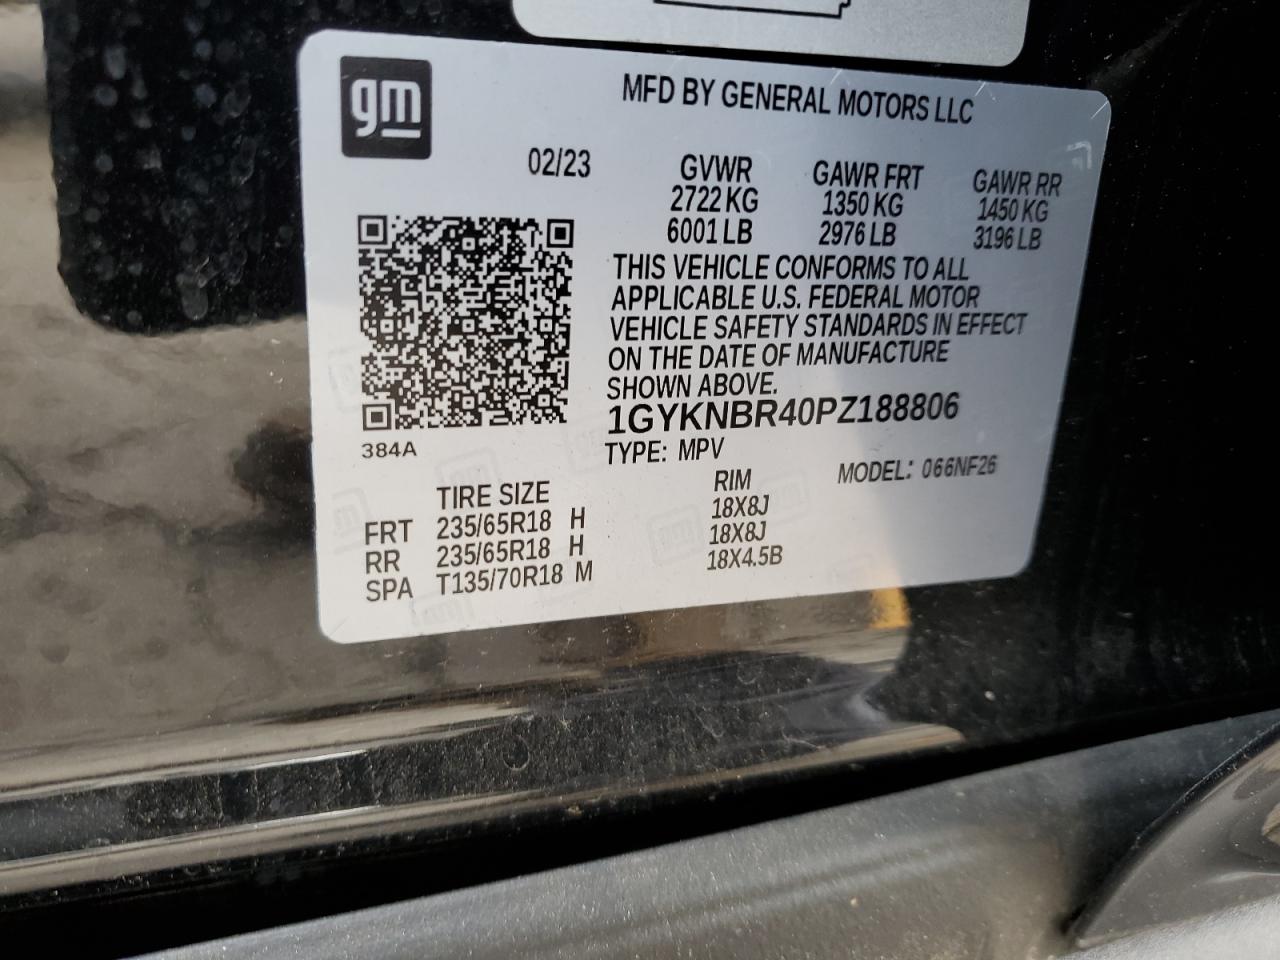 gm
MFD BY GENERAL MOTORS LLC
02/23 GVWR GAWR FRT GAWR RR
2722 KG 1350 KG 1450 KG
6001 LB 2976 LB 3196 LB
THIS VEHICLE CONFORMS TO ALL
APPLICABLE U.S. FEDERAL MOTOR
VEHICLE SAFETY STANDARDS IN EFFECT
ON THE DATE OF MANUFACTURE
SHOWN ABOVE.
1GYKNBR40PZ188806
384A
TYPE: MPV MODEL: 066NF26
TIRE SIZE RIM
FRT 235/65R18 H 18X8J
RR 235/65R18 H 18X8J
SPA T135/70R18 M 18X4.5B